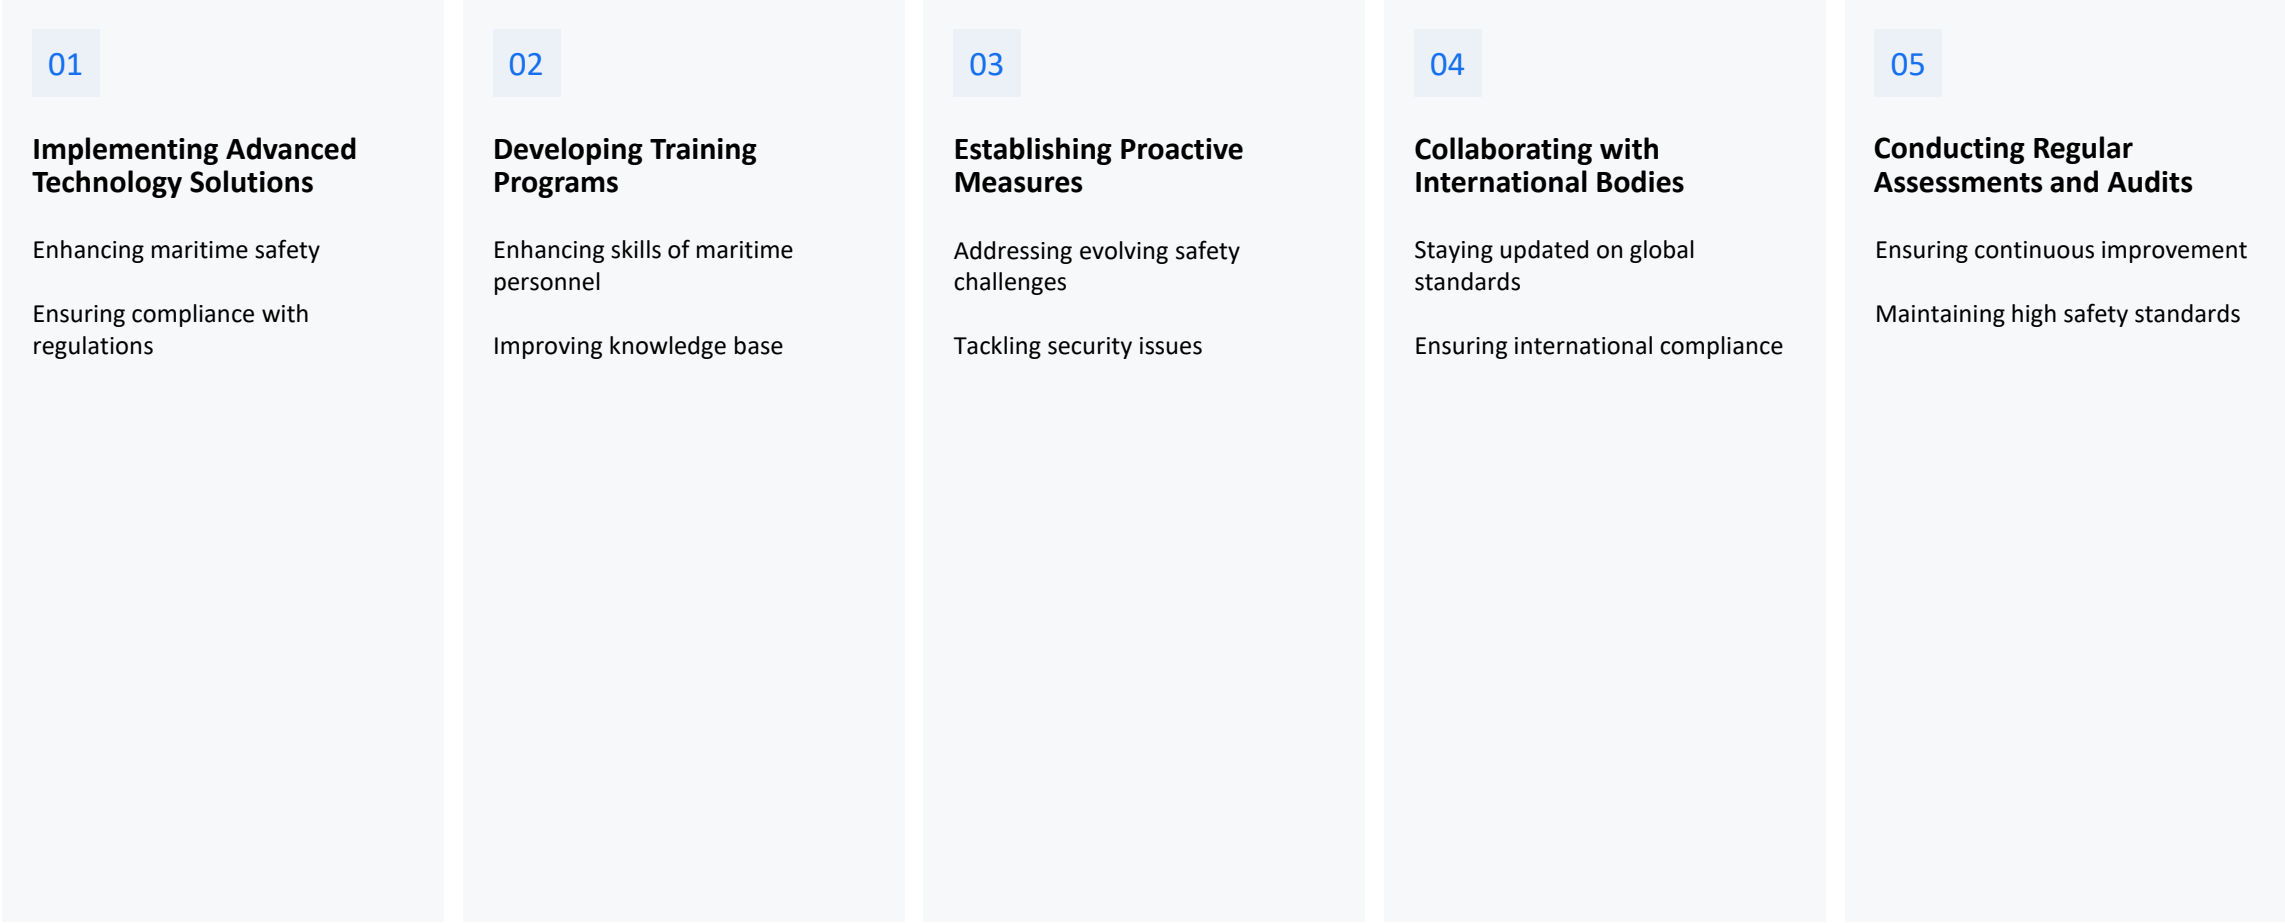 01
Implementing Advanced
Technology Solutions
Enhancing maritime safety
Ensuring compliance with
regulations
02
Developing Training
Programs
Enhancing skills of maritime
personnel
Improving knowledge base
03
Establishing Proactive
Measures
Addressing evolving safety
challenges
Tackling security issues
04
Collaborating with
International Bodies
Staying updated on global
standards
Ensuring international compliance
05
Conducting Regular
Assessments and Audits
Ensuring continuous improvement
Maintaining high safety standards